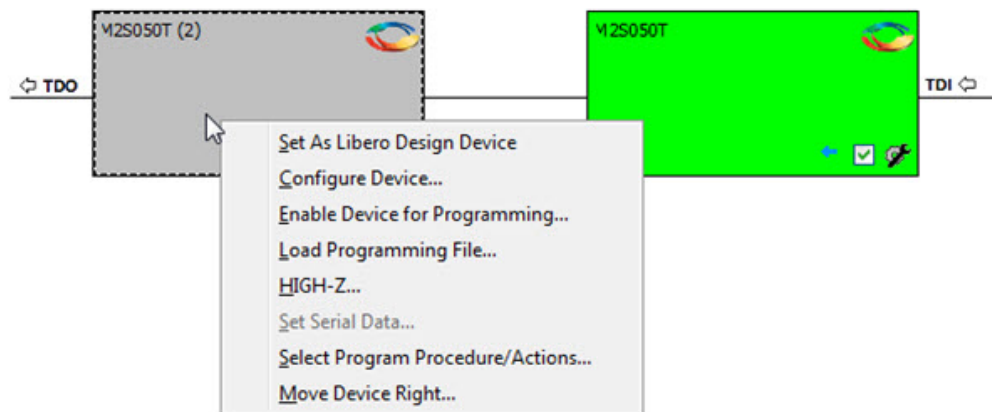 M2S050T (2)
M2S050T
TDO
TDI
Set As Libero Design Device
Configure Device...
Enable Device for Programming...
Load Programming File...
HIGH-Z...
Set Serial Data...
Select Program Procedure/Actions...
Move Device Right...